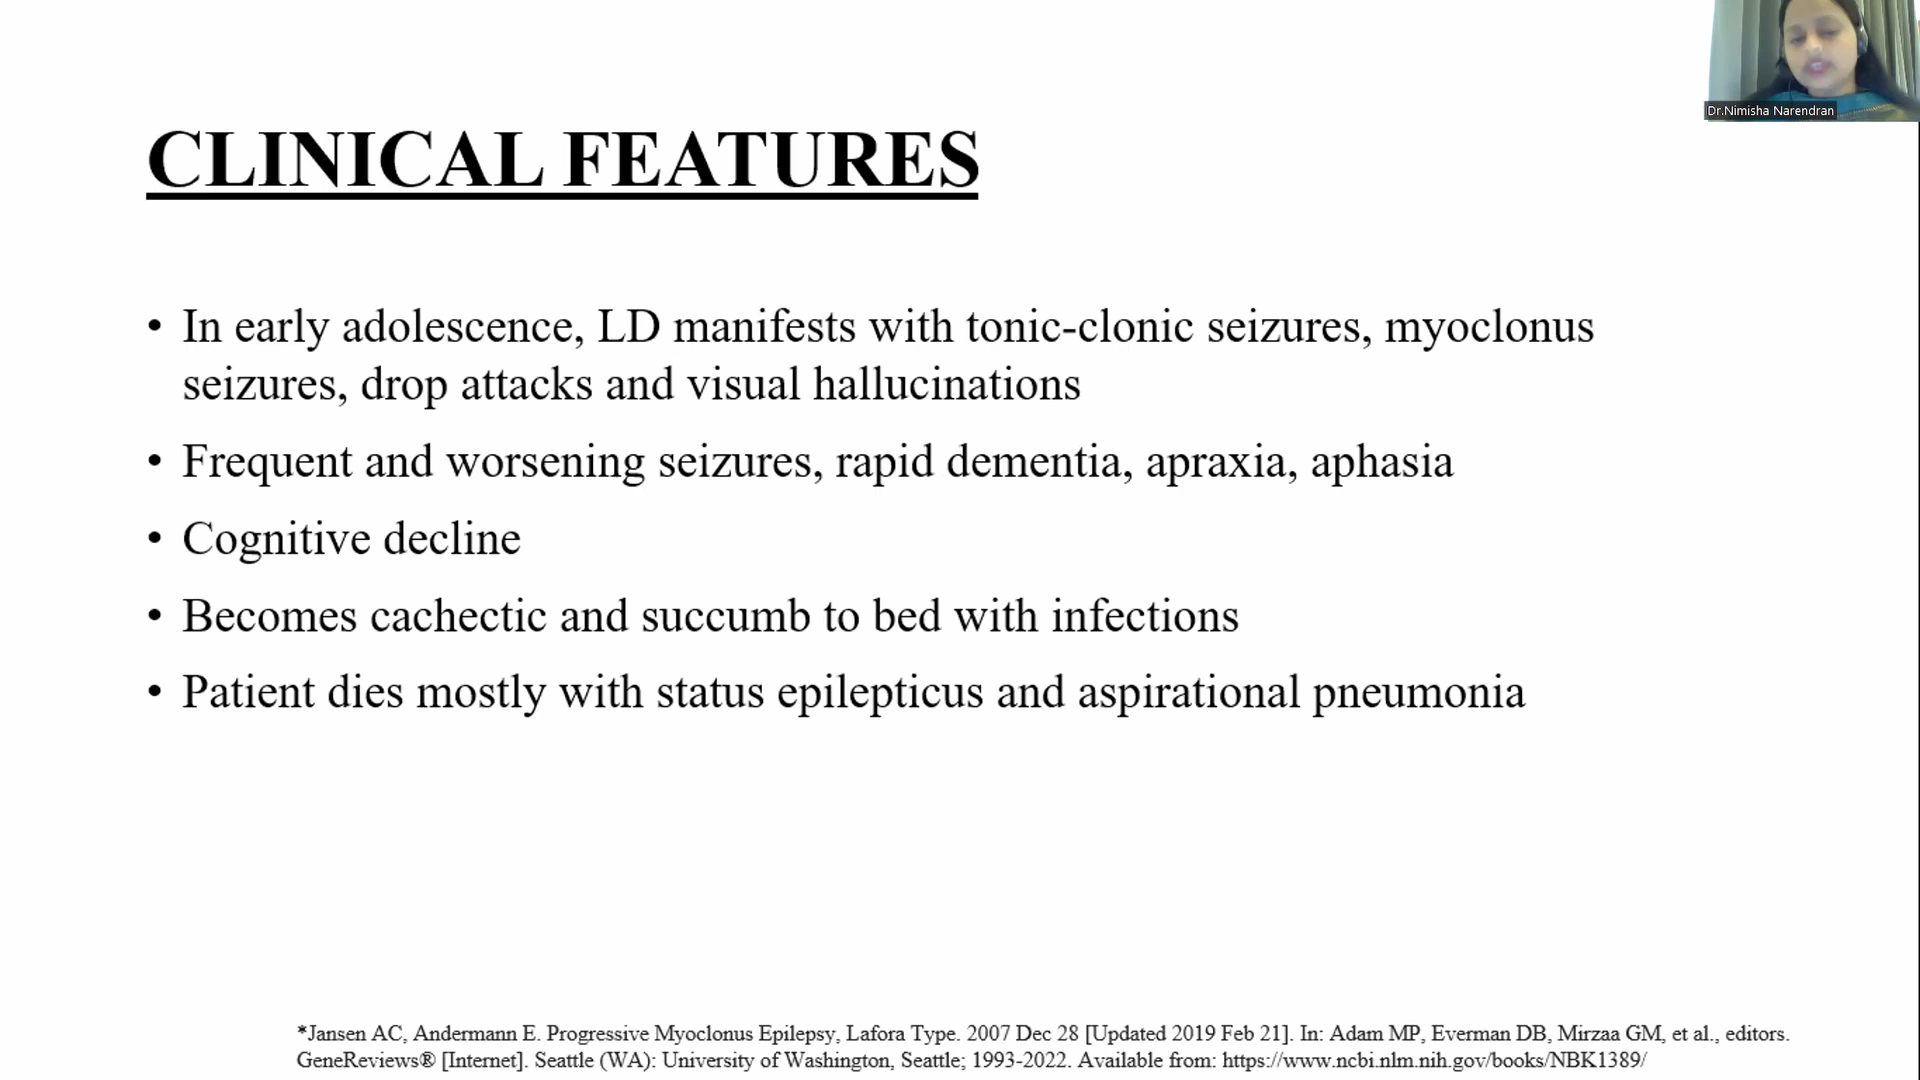 Dr.Nimisha Narendran
CLINICAL FEATURES
• In early adolescence, LD manifests with tonic-clonic seizures, myoclonus
seizures, drop attacks and visual hallucinations
• Frequent and worsening seizures, rapid dementia, apraxia, aphasia
• Cognitive decline
• Becomes cachectic and succumb to bed with infections
• Patient dies mostly with status epilepticus and aspirational pneumonia
*Jansen AC, Andermann E. Progressive Myoclonus Epilepsy, Lafora Type. 2007 Dec 28 [Updated 2019 Feb 21]. In: Adam MP, Everman DB, Mirzaa GM, et al., editors.
GeneReviews® [Internet]. Seattle (WA): University of Washington, Seattle; 1993-2022. Available from: https://www.ncbi.nlm.nih.gov/books/NBK1389/